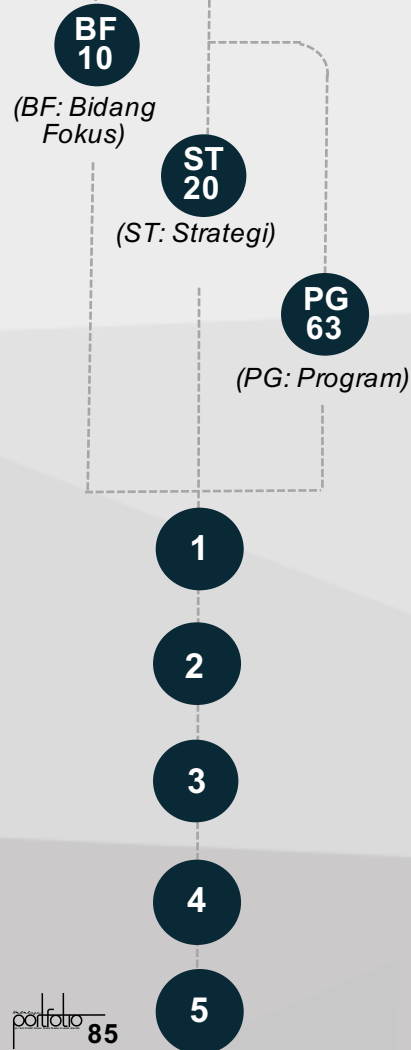 BF
10
(BF: Bidang
Fokus)
ST
20
(ST: Strategi)
PG
63
(PG: Program)
1
2
3
4
5
portfolio 85